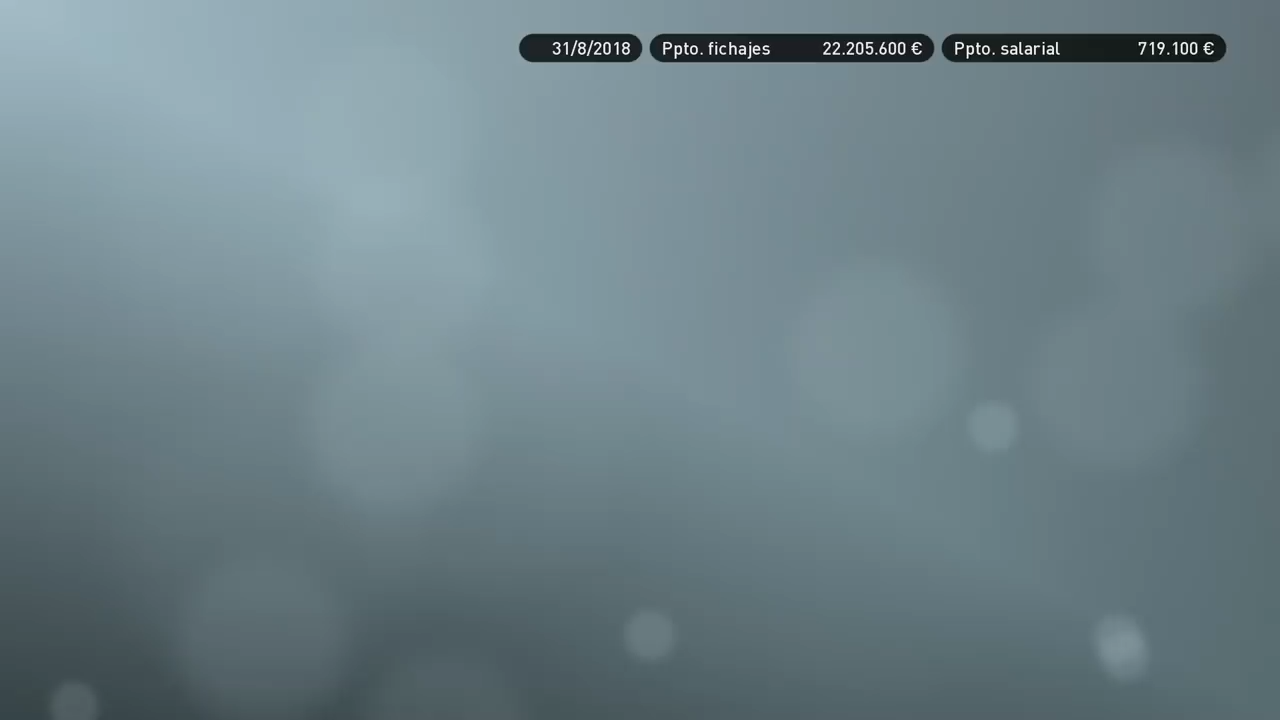 31/8/2018 Ppto. fichajes 22.205.600 € Ppto. salarial 719.100 €